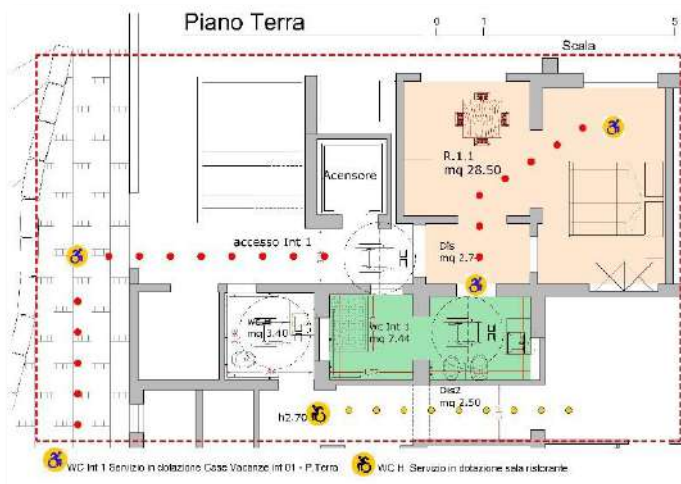 Piano Terra
0 1 5
Scala
R.1.1
mq 28.50
Acensore
accesso Int 1
Dis
mq 2.74
mq 3.40
wc Int 1
mq 7.44
Dis2
mq 2.50
h2.70
WC Int 1 Servizio in dotazione Case Vacanze int 01 - P.Terra
WC H Servizio in dotazione sala ristorante